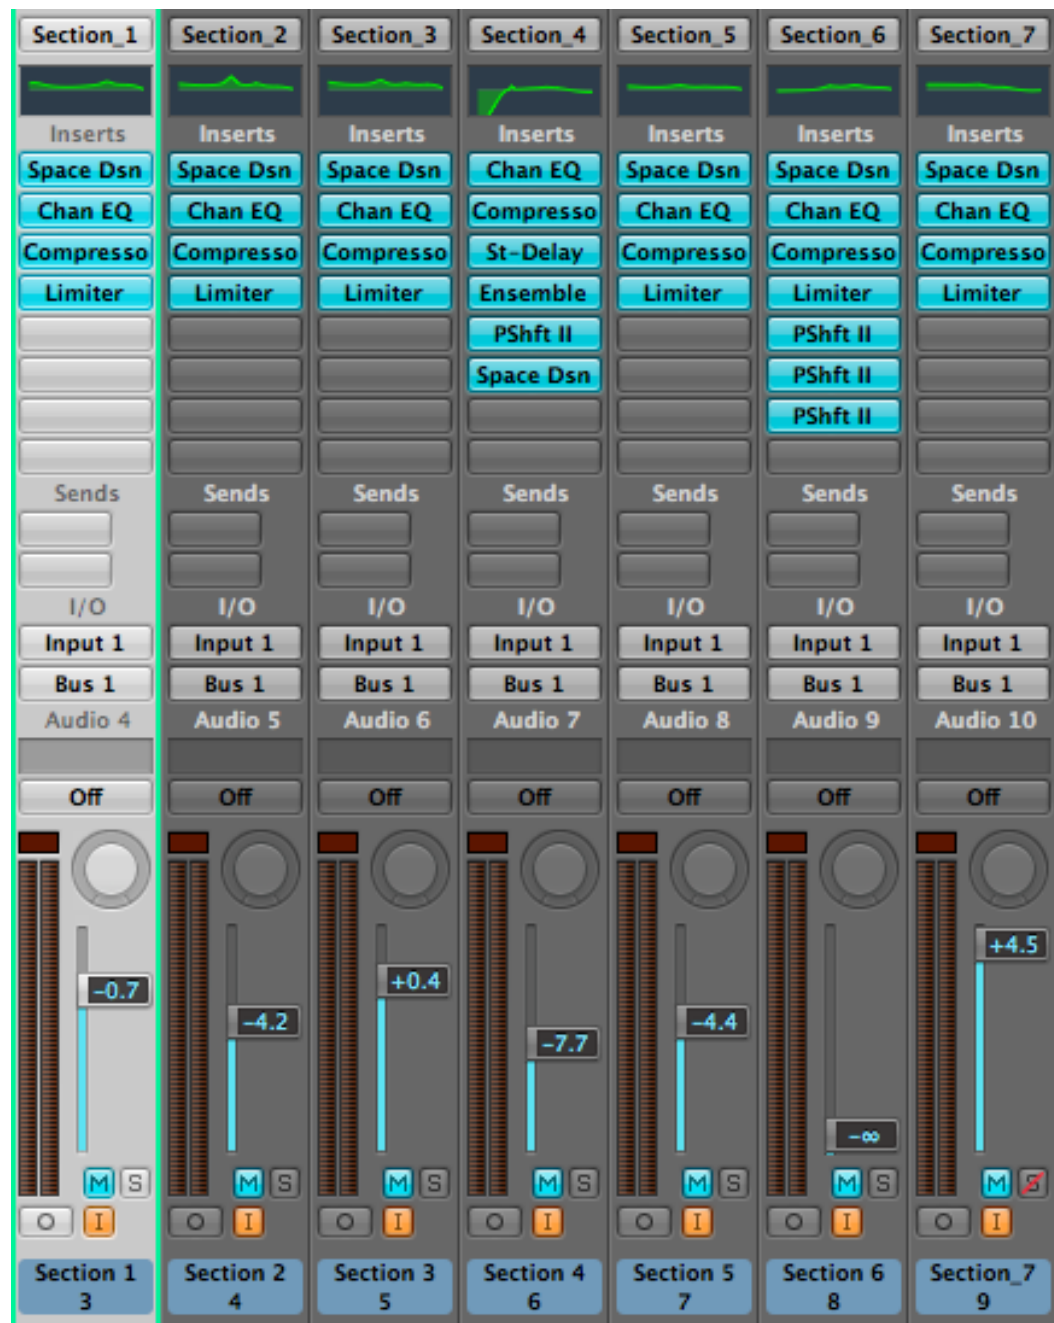 Section_1 Section_2 Section_3 Section_4 Section_5 Section_6 Section_7
Inserts Inserts Inserts Inserts Inserts Inserts Inserts
Space Dsn Space Dsn Space Dsn Chan EQ Space Dsn Space Dsn Space Dsn
Chan EQ Chan EQ Chan EQ Compresso Chan EQ Chan EQ Chan EQ
Compresso Compresso Compresso St-Delay Compresso Compresso Compresso
Limiter Limiter Limiter Ensemble Limiter Limiter Limiter
PShft II PShft II
Space Dsn PShft II
PShft II
Sends Sends Sends Sends Sends Sends Sends
I/O I/O I/O I/O I/O I/O I/O
Input 1 Input 1 Input 1 Input 1 Input 1 Input 1 Input 1
Bus 1 Bus 1 Bus 1 Bus 1 Bus 1 Bus 1 Bus 1
Audio 4 Audio 5 Audio 6 Audio 7 Audio 8 Audio 9 Audio 10
Off Off Off Off Off Off Off
-0.7 -4.2 +0.4 -7.7 -4.4 -∞ +4.5
M S M S M S M S M S M S M S
O I O I O I O I O I O I O I
Section 1 Section 2 Section 3 Section 4 Section 5 Section 6 Section_7
3 4 5 6 7 8 9